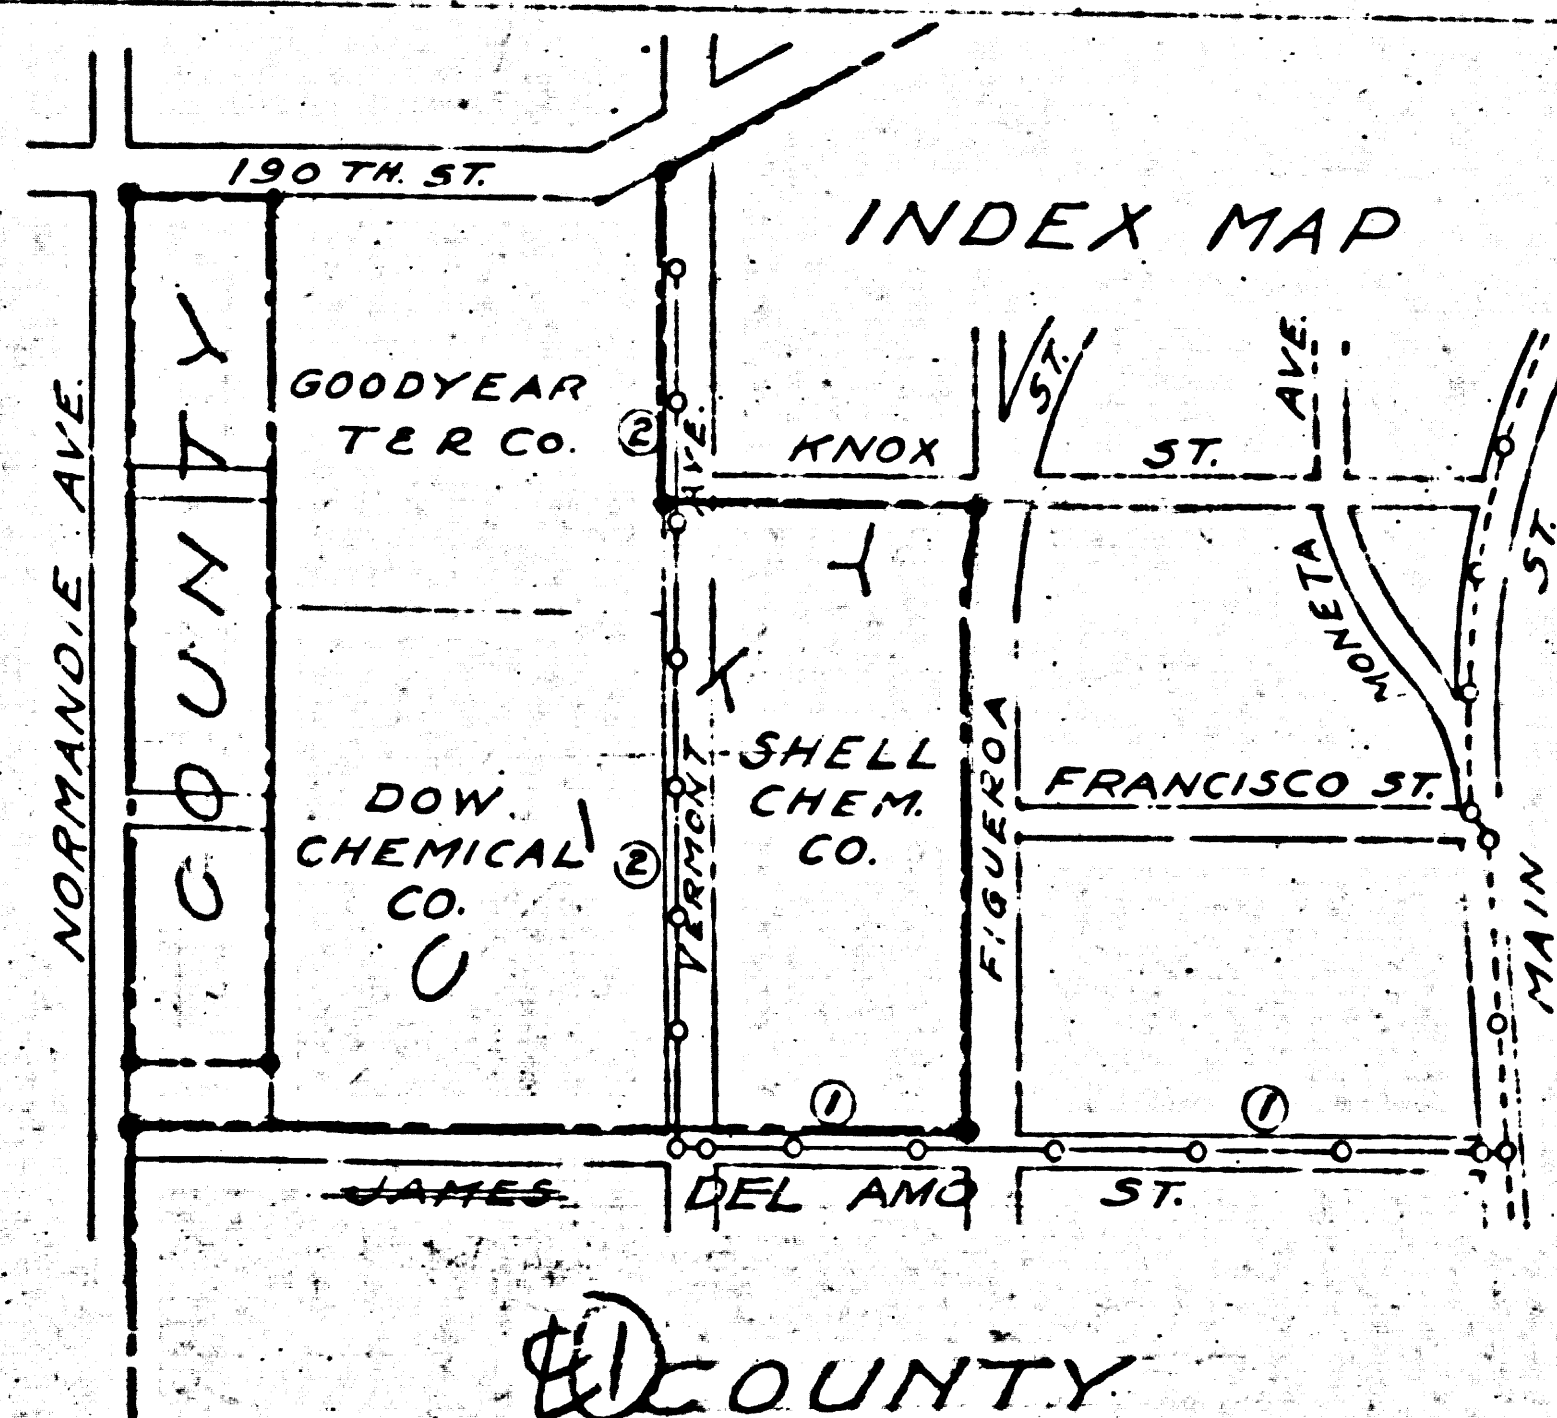 190 TH. ST.
INDEX MAP
NORMANDIE AVE.
COUNTY
GOODYEAR
T & R CO.
2
AVE.
KNOX
ST.
ST.
AVE.
MONETA
ST.
C I T Y
DOW
CHEMICAL
CO.
2
VERMONT
SHELL
CHEM.
CO.
FIGUEROA
FRANCISCO ST.
MAIN
1
1
JAMES
DEL AMO ST.
1
COUNTY